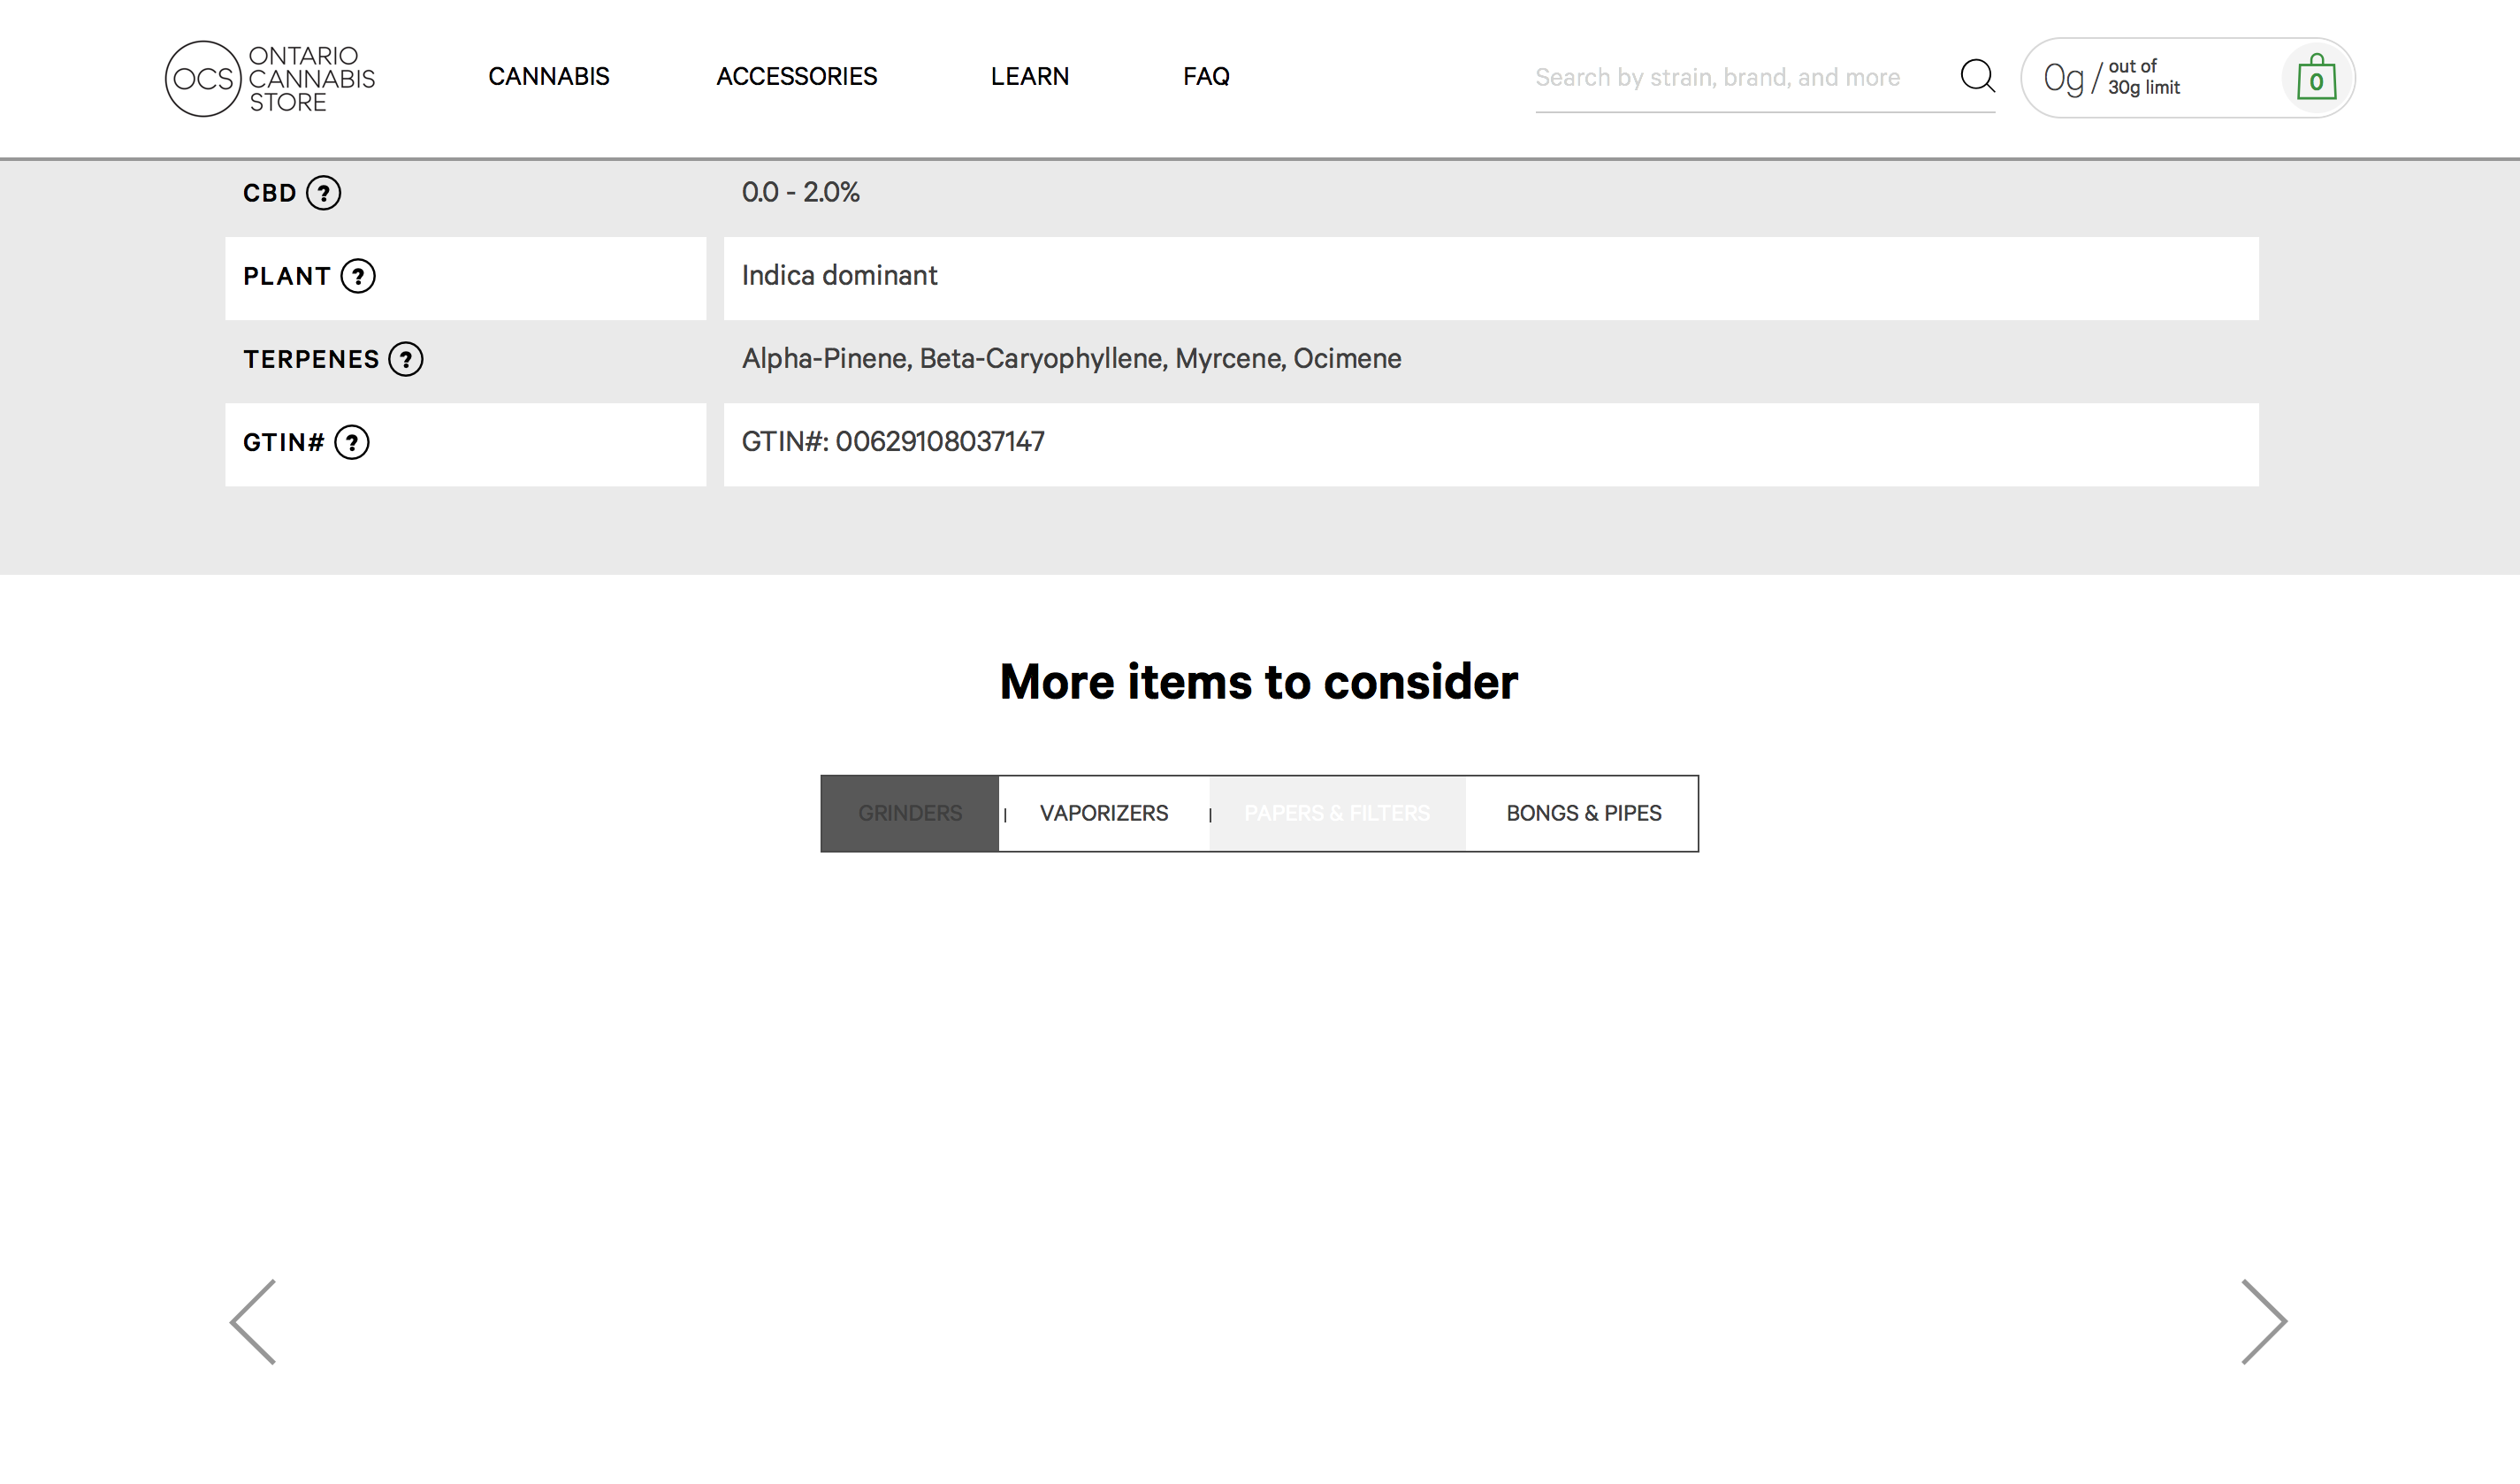 OCS
ONTARIO
CANNABIS
STORE
CANNABIS
ACCESSORIES
LEARN
FAQ
Search by strain, brand, and more
0g / out of
30g limit
0
CBD ?
0.0 - 2.0%
PLANT ?
Indica dominant
TERPENES ?
Alpha-Pinene, Beta-Caryophyllene, Myrcene, Ocimene
GTIN# ?
GTIN#: 00629108037147
More items to consider
GRINDERS
VAPORIZERS
PAPERS & FILTERS
BONGS & PIPES